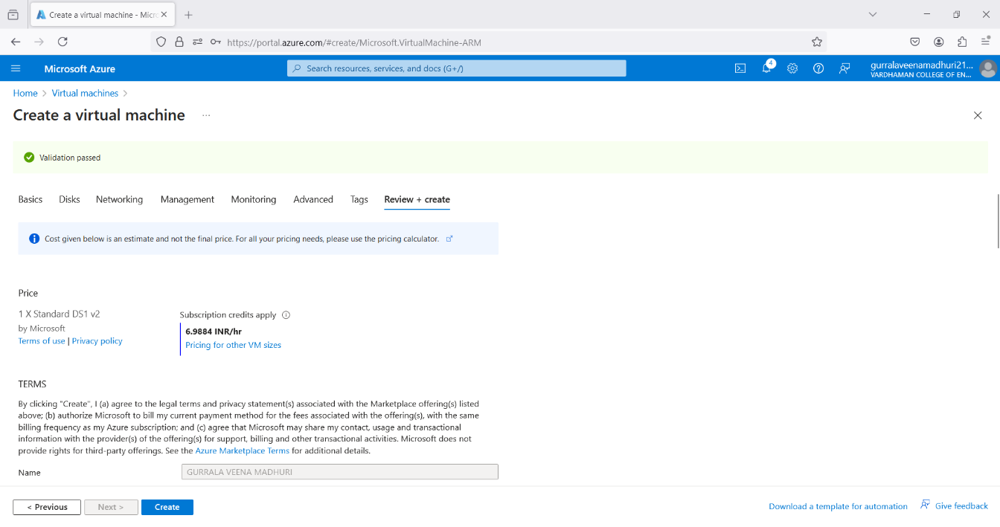 Create a virtual machine - Micro
https://portal.azure.com/#create/Microsoft.VirtualMachine-ARM
Microsoft Azure
Search resources, services, and docs (G+/)
4
gurralaveenamadhuri21...
VARDHAMAN COLLEGE OF EN...
Home > Virtual machines >
Create a virtual machine ...
Validation passed
Basics Disks Networking Management Monitoring Advanced Tags Review + create
Cost given below is an estimate and not the final price. For all your pricing needs, please use the pricing calculator.
Price
1 X Standard DS1 v2
by Microsoft
Terms of use | Privacy policy
Subscription credits apply
6.9884 INR/hr
Pricing for other VM sizes
TERMS
By clicking "Create", I (a) agree to the legal terms and privacy statement(s) associated with the Marketplace offering(s) listed
above; (b) authorize Microsoft to bill my current payment method for the fees associated with the offering(s), with the same
billing frequency as my Azure subscription; and (c) agree that Microsoft may share my contact, usage and transactional
information with the provider(s) of the offering(s) for support, billing and other transactional activities. Microsoft does not
provide rights for third-party offerings. See the Azure Marketplace Terms for additional details.
Name GURRALA VEENA MADHURI
< Previous Next > Create Download a template for automation Give feedback